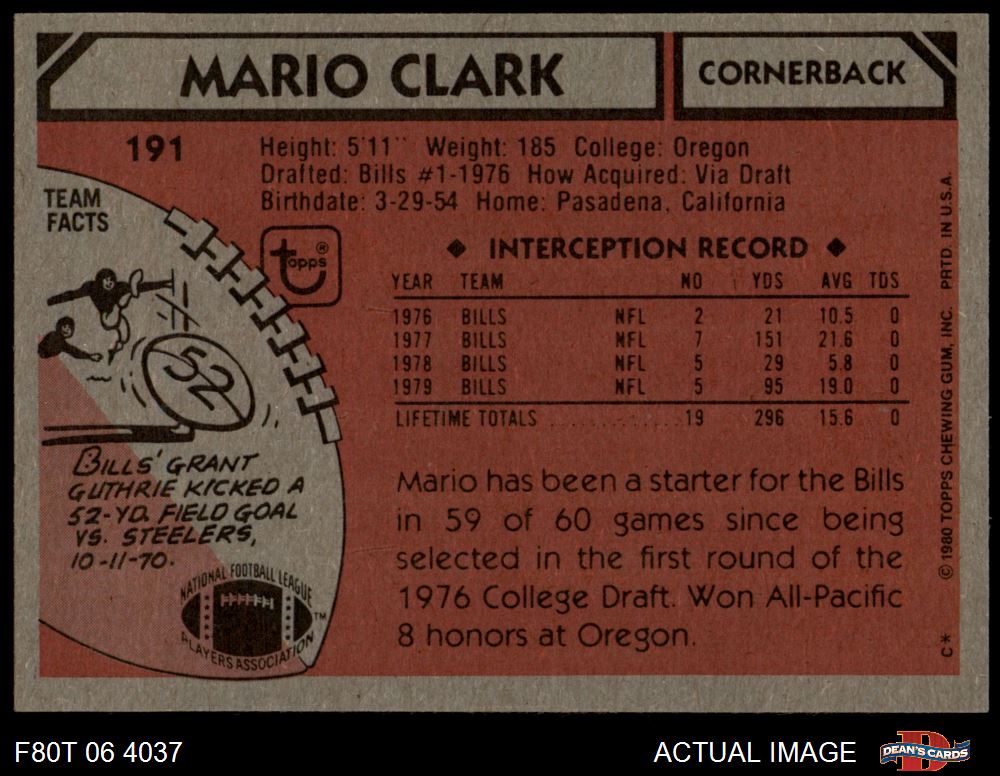 MARIO CLARK
CORNERBACK
191
Height: 5'11" Weight: 185 College: Oregon
Drafted: Bills #1-1976 How Acquired: Via Draft
Birthdate: 3-29-54 Home: Pasadena, California
TEAM
FACTS
topps®
◆ INTERCEPTION RECORD ◆
YEAR TEAM NO YDS AVG TDS
1976 BILLS NFL 2 21 10.5 0
1977 BILLS NFL 7 151 21.6 0
1978 BILLS NFL 5 29 5.8 0
1979 BILLS NFL 5 95 19.0 0
LIFETIME TOTALS ............ 19 296 15.6 0
52
BILLS' GRANT
GUTHRIE KICKED A
52-YD. FIELD GOAL
VS. STEELERS,
10-11-70.
NATIONAL FOOTBALL LEAGUE
PLAYERS ASSOCIATION
TM
Mario has been a starter for the Bills
in 59 of 60 games since being
selected in the first round of the
1976 College Draft. Won All-Pacific
8 honors at Oregon.
C* © 1980 TOPPS CHEWING GUM, INC. PRTD. IN U.S.A.
F80T 06 4037
ACTUAL IMAGE
D
DEAN'S CARDS